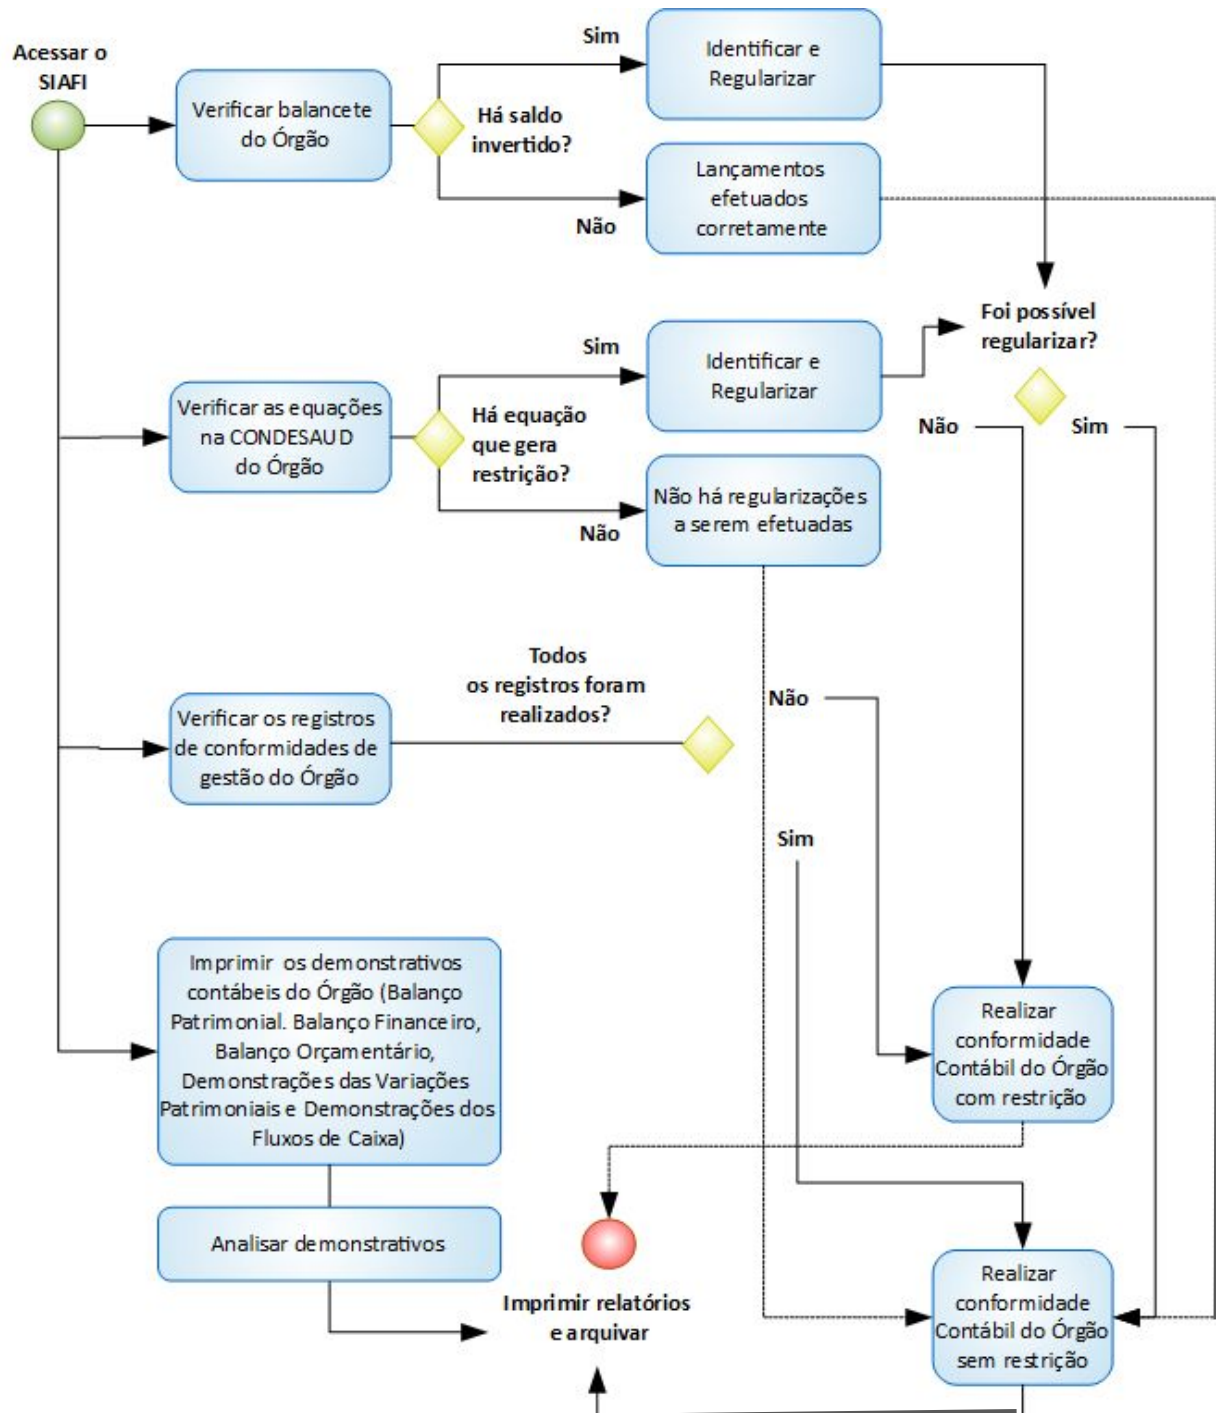 Acessar o
SIAFI
Verificar balancete
do Órgão
Há saldo
invertido?
Sim
Identificar e
Regularizar
Não
Lançamentos
efetuados
corretamente
Foi possível
regularizar?
Não
Sim
Verificar as equações
na CONDESAUD
do Órgão
Há equação
que gera
restrição?
Sim
Identificar e
Regularizar
Não
Não há regularizações
a serem efetuadas
Verificar os registros
de conformidades de
gestão do Órgão
Todos
os registros foram
realizados?
Não
Sim
Imprimir os demonstrativos
contábeis do Órgão (Balanço
Patrimonial. Balanço Financeiro,
Balanço Orçamentário,
Demonstrações das Variações
Patrimoniais e Demonstrações dos
Fluxos de Caixa)
Analisar demonstrativos
Realizar
conformidade
Contábil do Órgão
com restrição
Imprimir relatórios
e arquivar
Realizar
conformidade
Contábil do Órgão
sem restrição